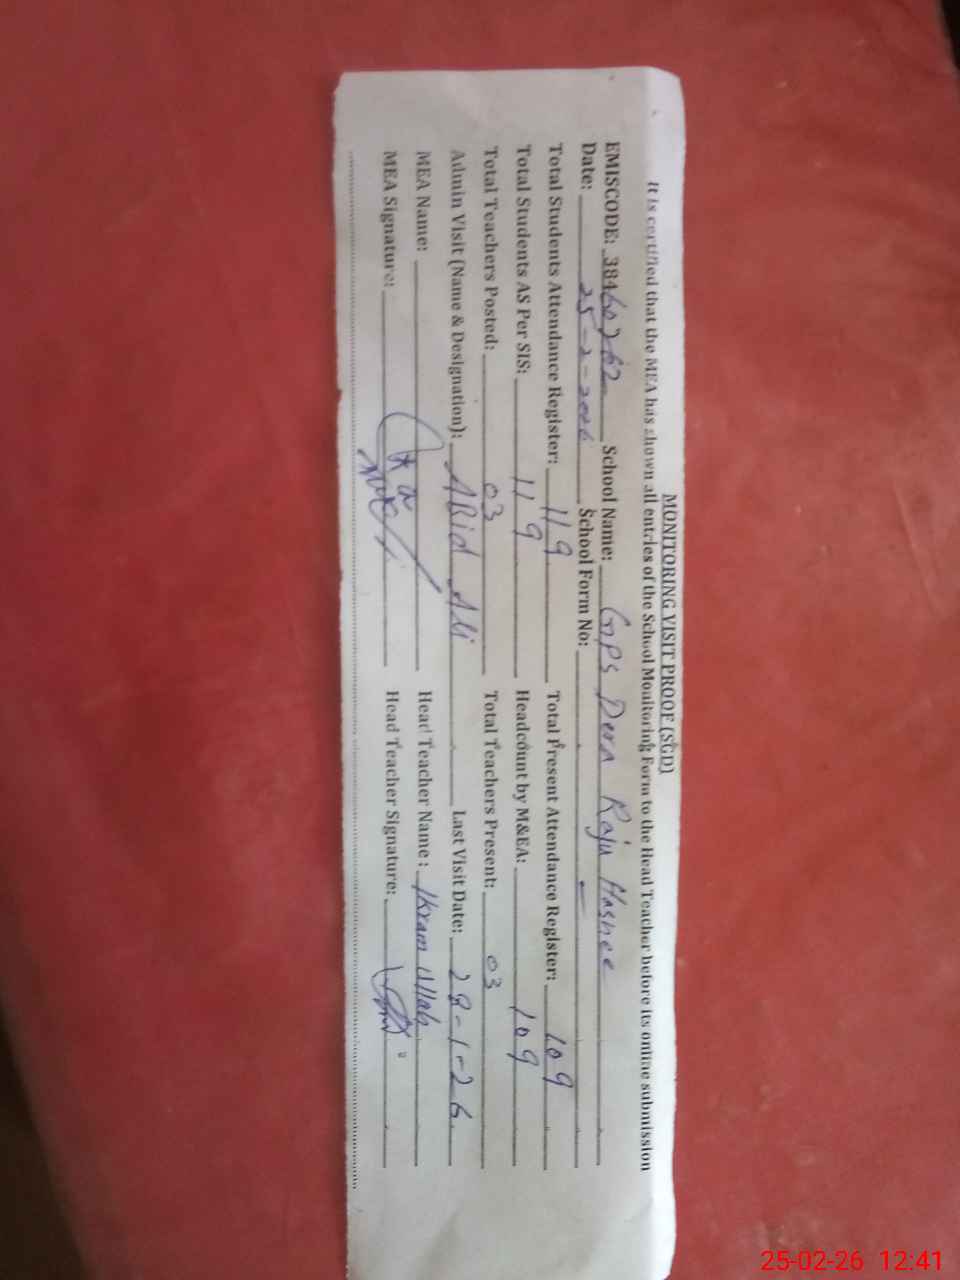 MONITORING VISIT PROOF (SGD)
It is certified that the MEA has shown all entries of the School Monitoring Form to the Head Teacher before its online submission
EMISCODE: 38460262 School Name: GPS Dera Raju Hasnee
Date: 25-2-2026 School Form No:
Total Students Attendance Register: 119 Total Present Attendance Register: 109
Total Students AS Per SIS: 119 Headcount by M&EA: 109
Total Teachers Posted: 03 Total Teachers Present: 03
Admin Visit (Name & Designation): ABid Ali Last Visit Date: 28-1-26
MEA Name: Head Teacher Name: Ikram Ullah
MEA Signature: Head Teacher Signature:
25-02-26 12:41